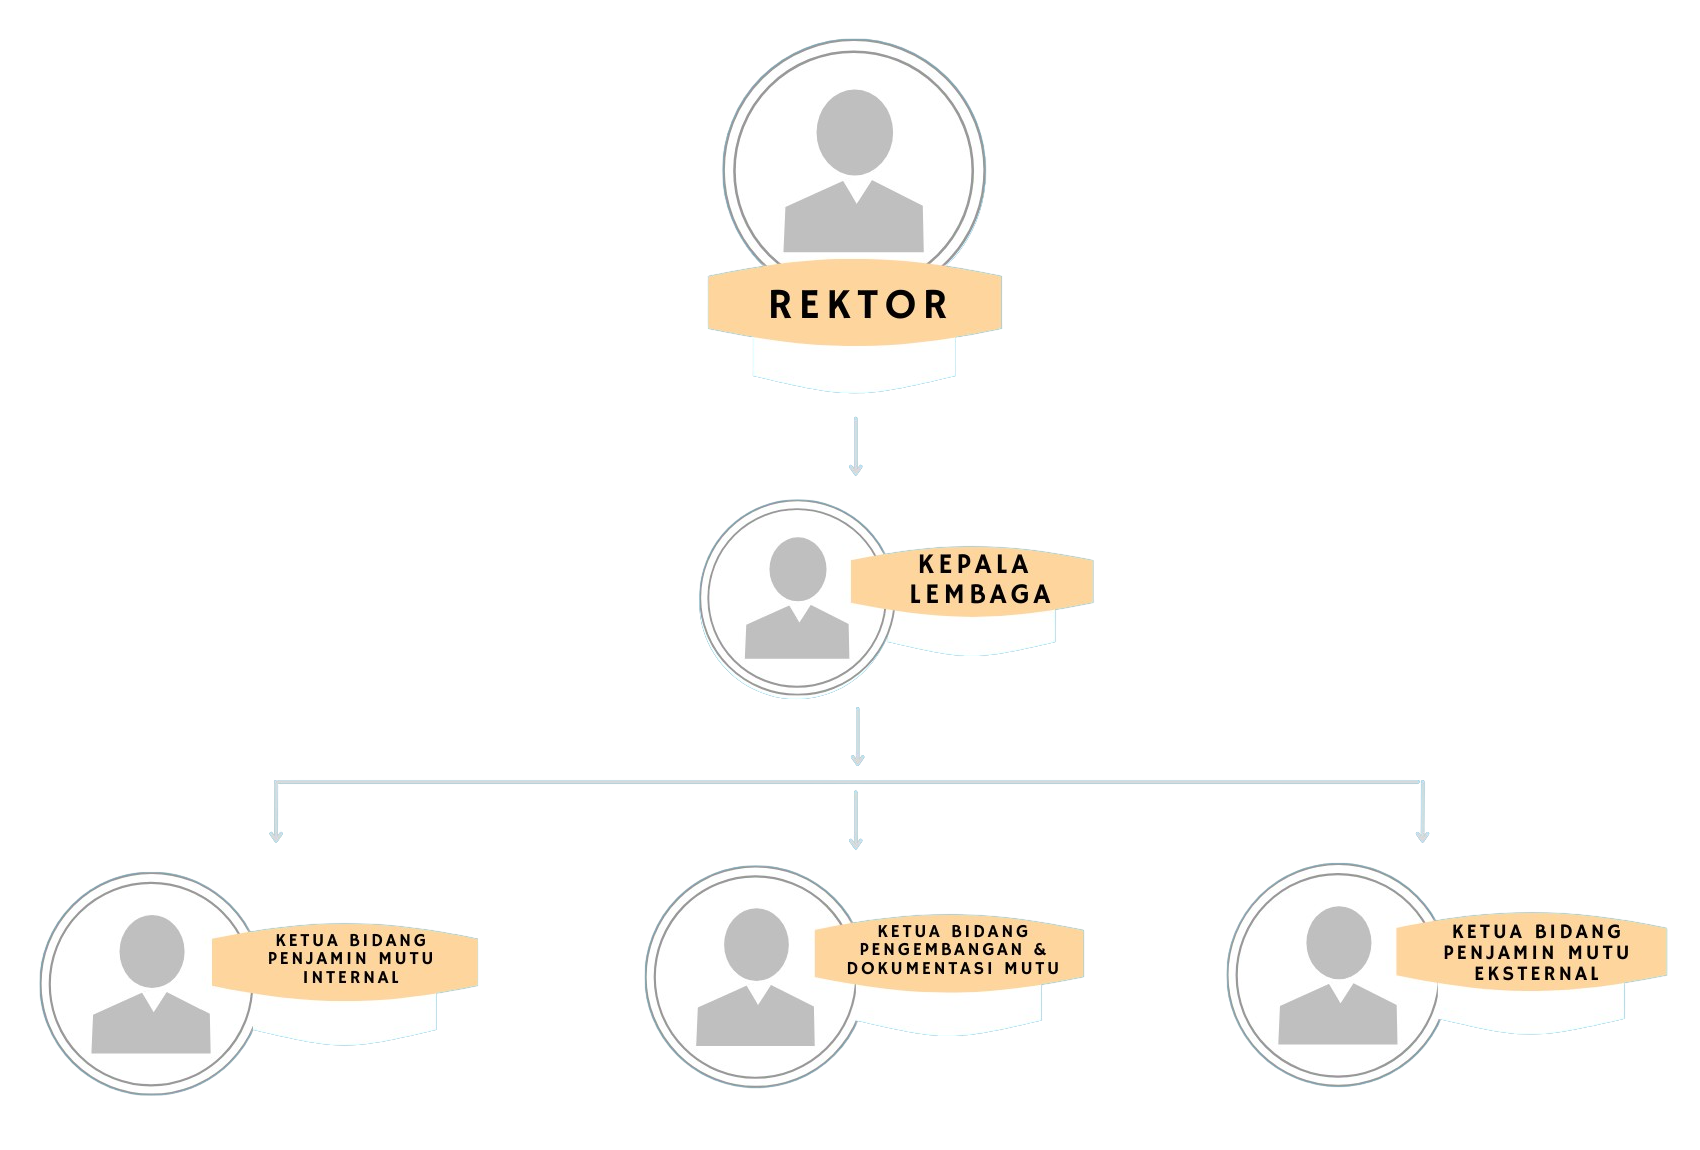 REKTOR
KEPALA
LEMBAGA
KETUA BIDANG
PENJAMIN MUTU
INTERNAL
KETUA BIDANG
PENGEMBANGAN &
DOKUMENTASI MUTU
KETUA BIDANG
PENJAMIN MUTU
EKSTERNAL